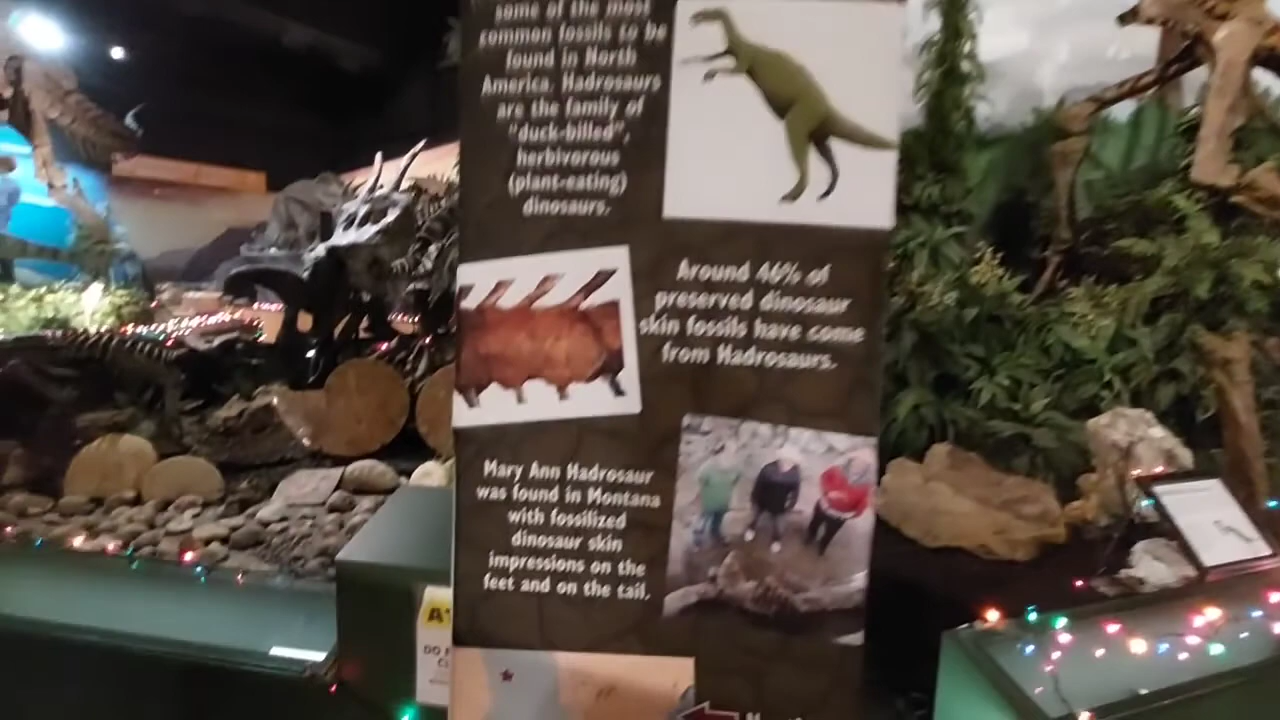 some of the most
common fossils to be
found in North
America. Hadrosaurs
are the family of
"duck-billed",
herbivorous
(plant-eating)
dinosaurs.
Around 46% of
preserved dinosaur
skin fossils have come
from Hadrosaurs.
Mary Ann Hadrosaur
was found in Montana
with fossilized
dinosaur skin
impressions on the
feet and on the tail.
DO